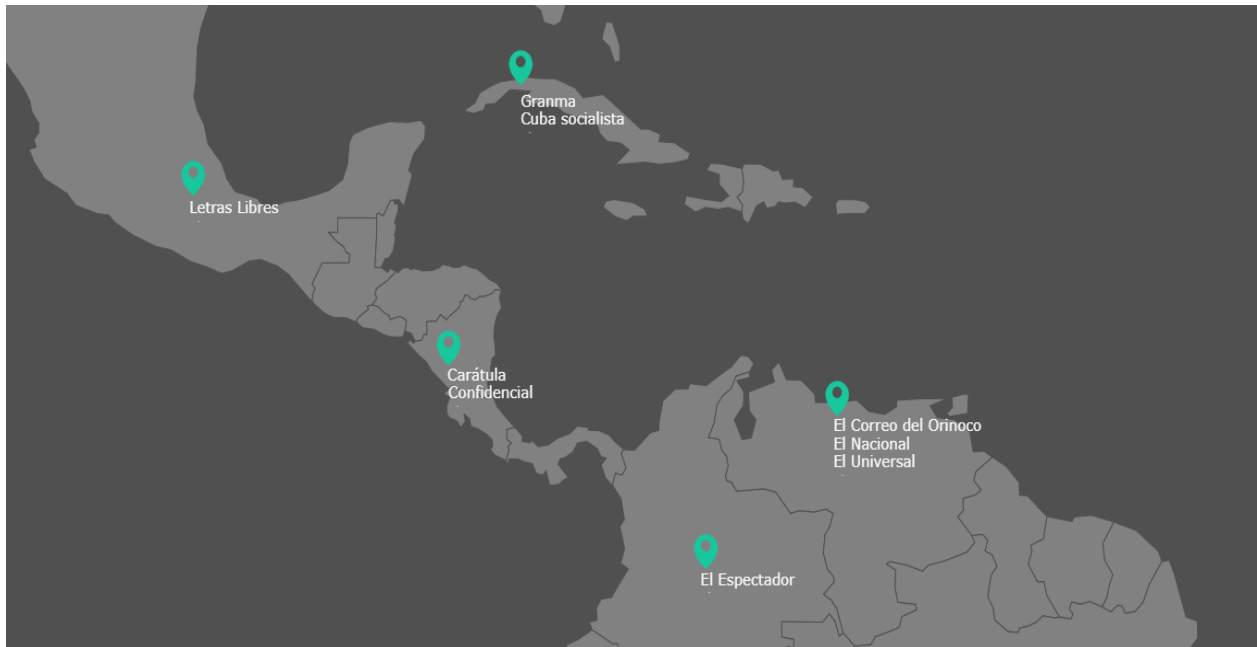 Granma
Cuba socialista
Letras Libres
Carátula
Confidencial
El Correo del Orinoco
El Nacional
El Universal
El Espectador